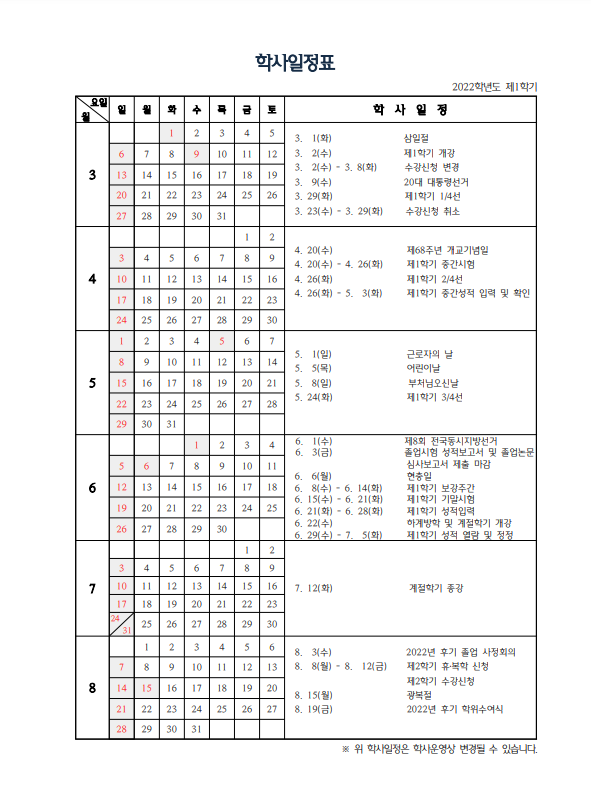 학사일정표
2022학년도 제1학기
요일 월 일 월 화 수 목 금 토 학 사 일 정
3
1 2 3 4 5
6 7 8 9 10 11 12
13 14 15 16 17 18 19
20 21 22 23 24 25 26
27 28 29 30 31
3. 1(화) 삼일절
3. 2(수) 제1학기 개강
3. 2(수) - 3. 8(화) 수강신청 변경
3. 9(수) 20대 대통령선거
3. 29(화) 제1학기 1/4선
3. 23(수) - 3. 29(화) 수강신청 취소
4
1 2
3 4 5 6 7 8 9
10 11 12 13 14 15 16
17 18 19 20 21 22 23
24 25 26 27 28 29 30
4. 20(수) 제68주년 개교기념일
4. 20(수) - 4. 26(화) 제1학기 중간시험
4. 26(화) 제1학기 2/4선
4. 26(화) - 5. 3(화) 제1학기 중간성적 입력 및 확인
5
1 2 3 4 5 6 7
8 9 10 11 12 13 14
15 16 17 18 19 20 21
22 23 24 25 26 27 28
29 30 31
5. 1(일) 근로자의 날
5. 5(목) 어린이날
5. 8(일) 부처님오신날
5. 24(화) 제1학기 3/4선
6
1 2 3 4
5 6 7 8 9 10 11
12 13 14 15 16 17 18
19 20 21 22 23 24 25
26 27 28 29 30
6. 1(수) 제8회 전국동시지방선거
6. 3(금) 졸업시험 성적보고서 및 졸업논문
심사보고서 제출 마감
6. 6(월) 현충일
6. 8(수) - 6. 14(화) 제1학기 보강주간
6. 15(수) - 6. 21(화) 제1학기 기말시험
6. 21(화) - 6. 28(화) 제1학기 성적입력
6. 22(수) 하계방학 및 계절학기 개강
6. 29(수) - 7. 5(화) 제1학기 성적 열람 및 정정
7
1 2
3 4 5 6 7 8 9
10 11 12 13 14 15 16
17 18 19 20 21 22 23
24 31 25 26 27 28 29 30
7. 12(화) 계절학기 종강
8
1 2 3 4 5 6
7 8 9 10 11 12 13
14 15 16 17 18 19 20
21 22 23 24 25 26 27
28 29 30 31
8. 3(수) 2022년 후기 졸업 사정회의
8. 8(월) - 8. 12(금) 제2학기 휴·복학 신청
제2학기 수강신청
8. 15(월) 광복절
8. 19(금) 2022년 후기 학위수여식
※ 위 학사일정은 학사운영상 변경될 수 있습니다.